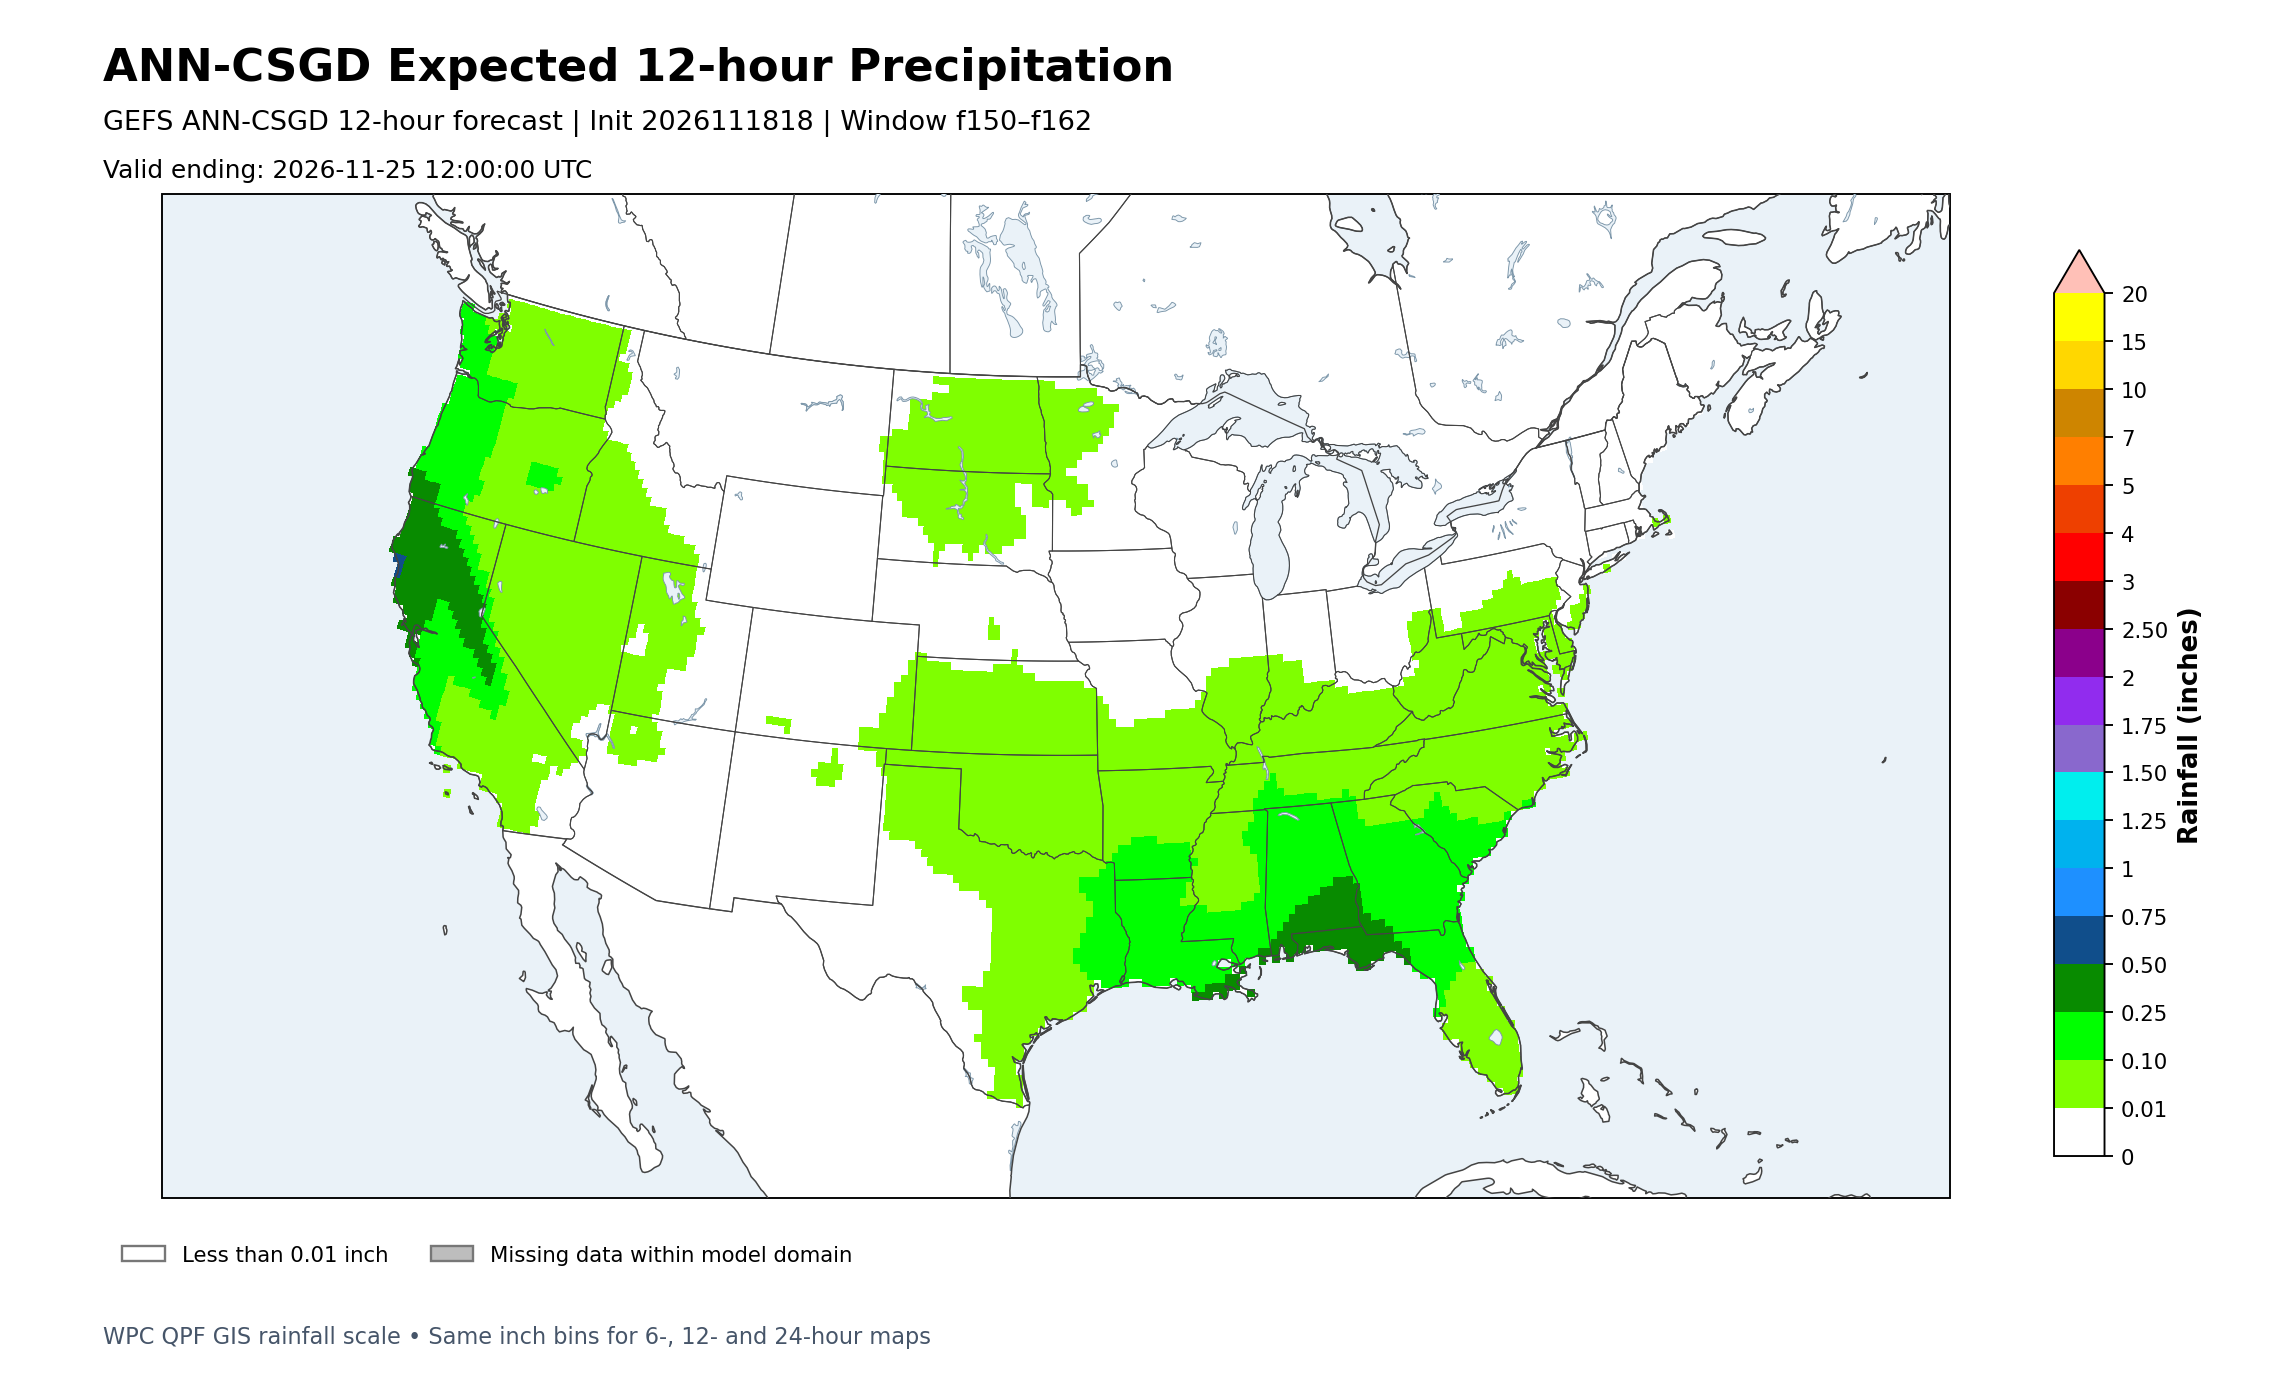 ANN-CSGD Expected 12-hour Precipitation
GEFS ANN-CSGD 12-hour forecast | Init 2026111818 | Window f150–f162
Valid ending: 2026-11-25 12:00:00 UTC
20
15
10
7
5
4
3
2.50
2
1.75
1.50
1.25
1
0.75
0.50
0.25
0.10
0.01
0
Rainfall (inches)
Less than 0.01 inch
Missing data within model domain
WPC QPF GIS rainfall scale • Same inch bins for 6-, 12- and 24-hour maps